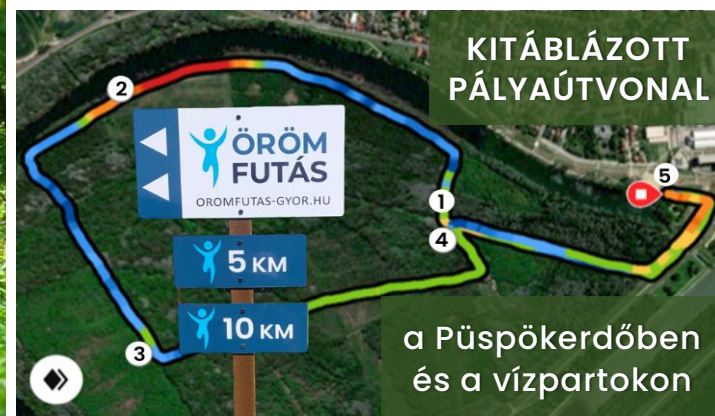 KITÁBLÁZOTT
PÁLYAÚTVONAL
2
ÖRÖM
FUTÁS
OROMFUTAS-GYOR.HU
5
1
4
5 KM
10 KM
3
a Püspökerdőben
és a vízpartokon